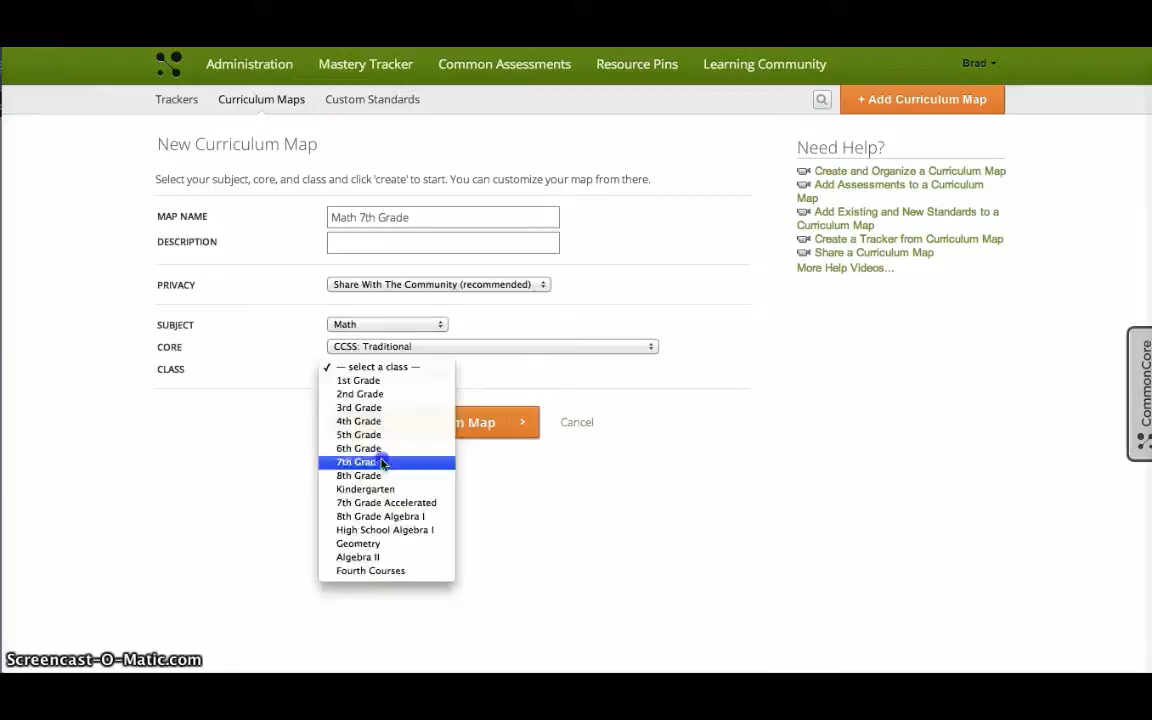 Administration Mastery Tracker Common Assessments Resource Pins Learning Community Brad
Trackers Curriculum Maps Custom Standards + Add Curriculum Map
New Curriculum Map
Select your subject, core, and class and click 'create' to start. You can customize your map from there.
MAP NAME Math 7th Grade
DESCRIPTION
PRIVACY Share With The Community (recommended)
SUBJECT Math
CORE CCSS: Traditional
CLASS
— select a class —
1st Grade
2nd Grade
3rd Grade
4th Grade
5th Grade
6th Grade
7th Grade
8th Grade
Kindergarten
7th Grade Accelerated
8th Grade Algebra I
High School Algebra I
Geometry
Algebra II
Fourth Courses
Map Cancel
Need Help?
Create and Organize a Curriculum Map
Add Assessments to a Curriculum
Map
Add Existing and New Standards to a
Curriculum Map
Create a Tracker from Curriculum Map
Share a Curriculum Map
More Help Videos...
CommonCore
Screencast-O-Matic.com